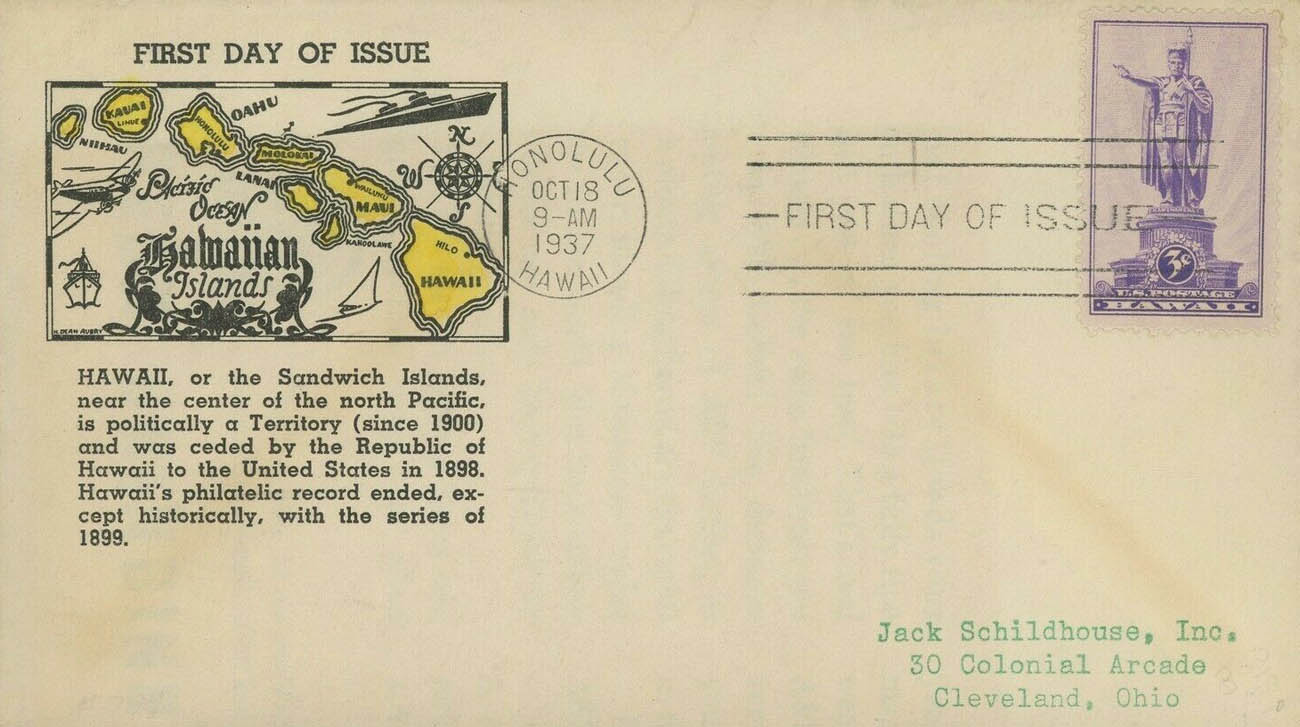 FIRST DAY OF ISSUE
KAUAI
LIHUE
NIIHAU
OAHU
HONOLULU
MOLOKAI
LANAI
WAILUKU
MAUI
KAHOOLAWE
HILO
HAWAII
N
W
S
Pacific
Ocean
Hawaiian
Islands
H. DEAN AUBRY
HAWAII, or the Sandwich Islands,
near the center of the north Pacific,
is politically a Territory (since 1900)
and was ceded by the Republic of
Hawaii to the United States in 1898.
Hawaii's philatelic record ended, ex-
cept historically, with the series of
1899.
HONOLULU
OCT 18
9-AM
1937
HAWAII
FIRST DAY OF ISSUE
3¢
U.S. POSTAGE
HAWAII
Jack Schildhouse, Inc.
30 Colonial Arcade
Cleveland, Ohio